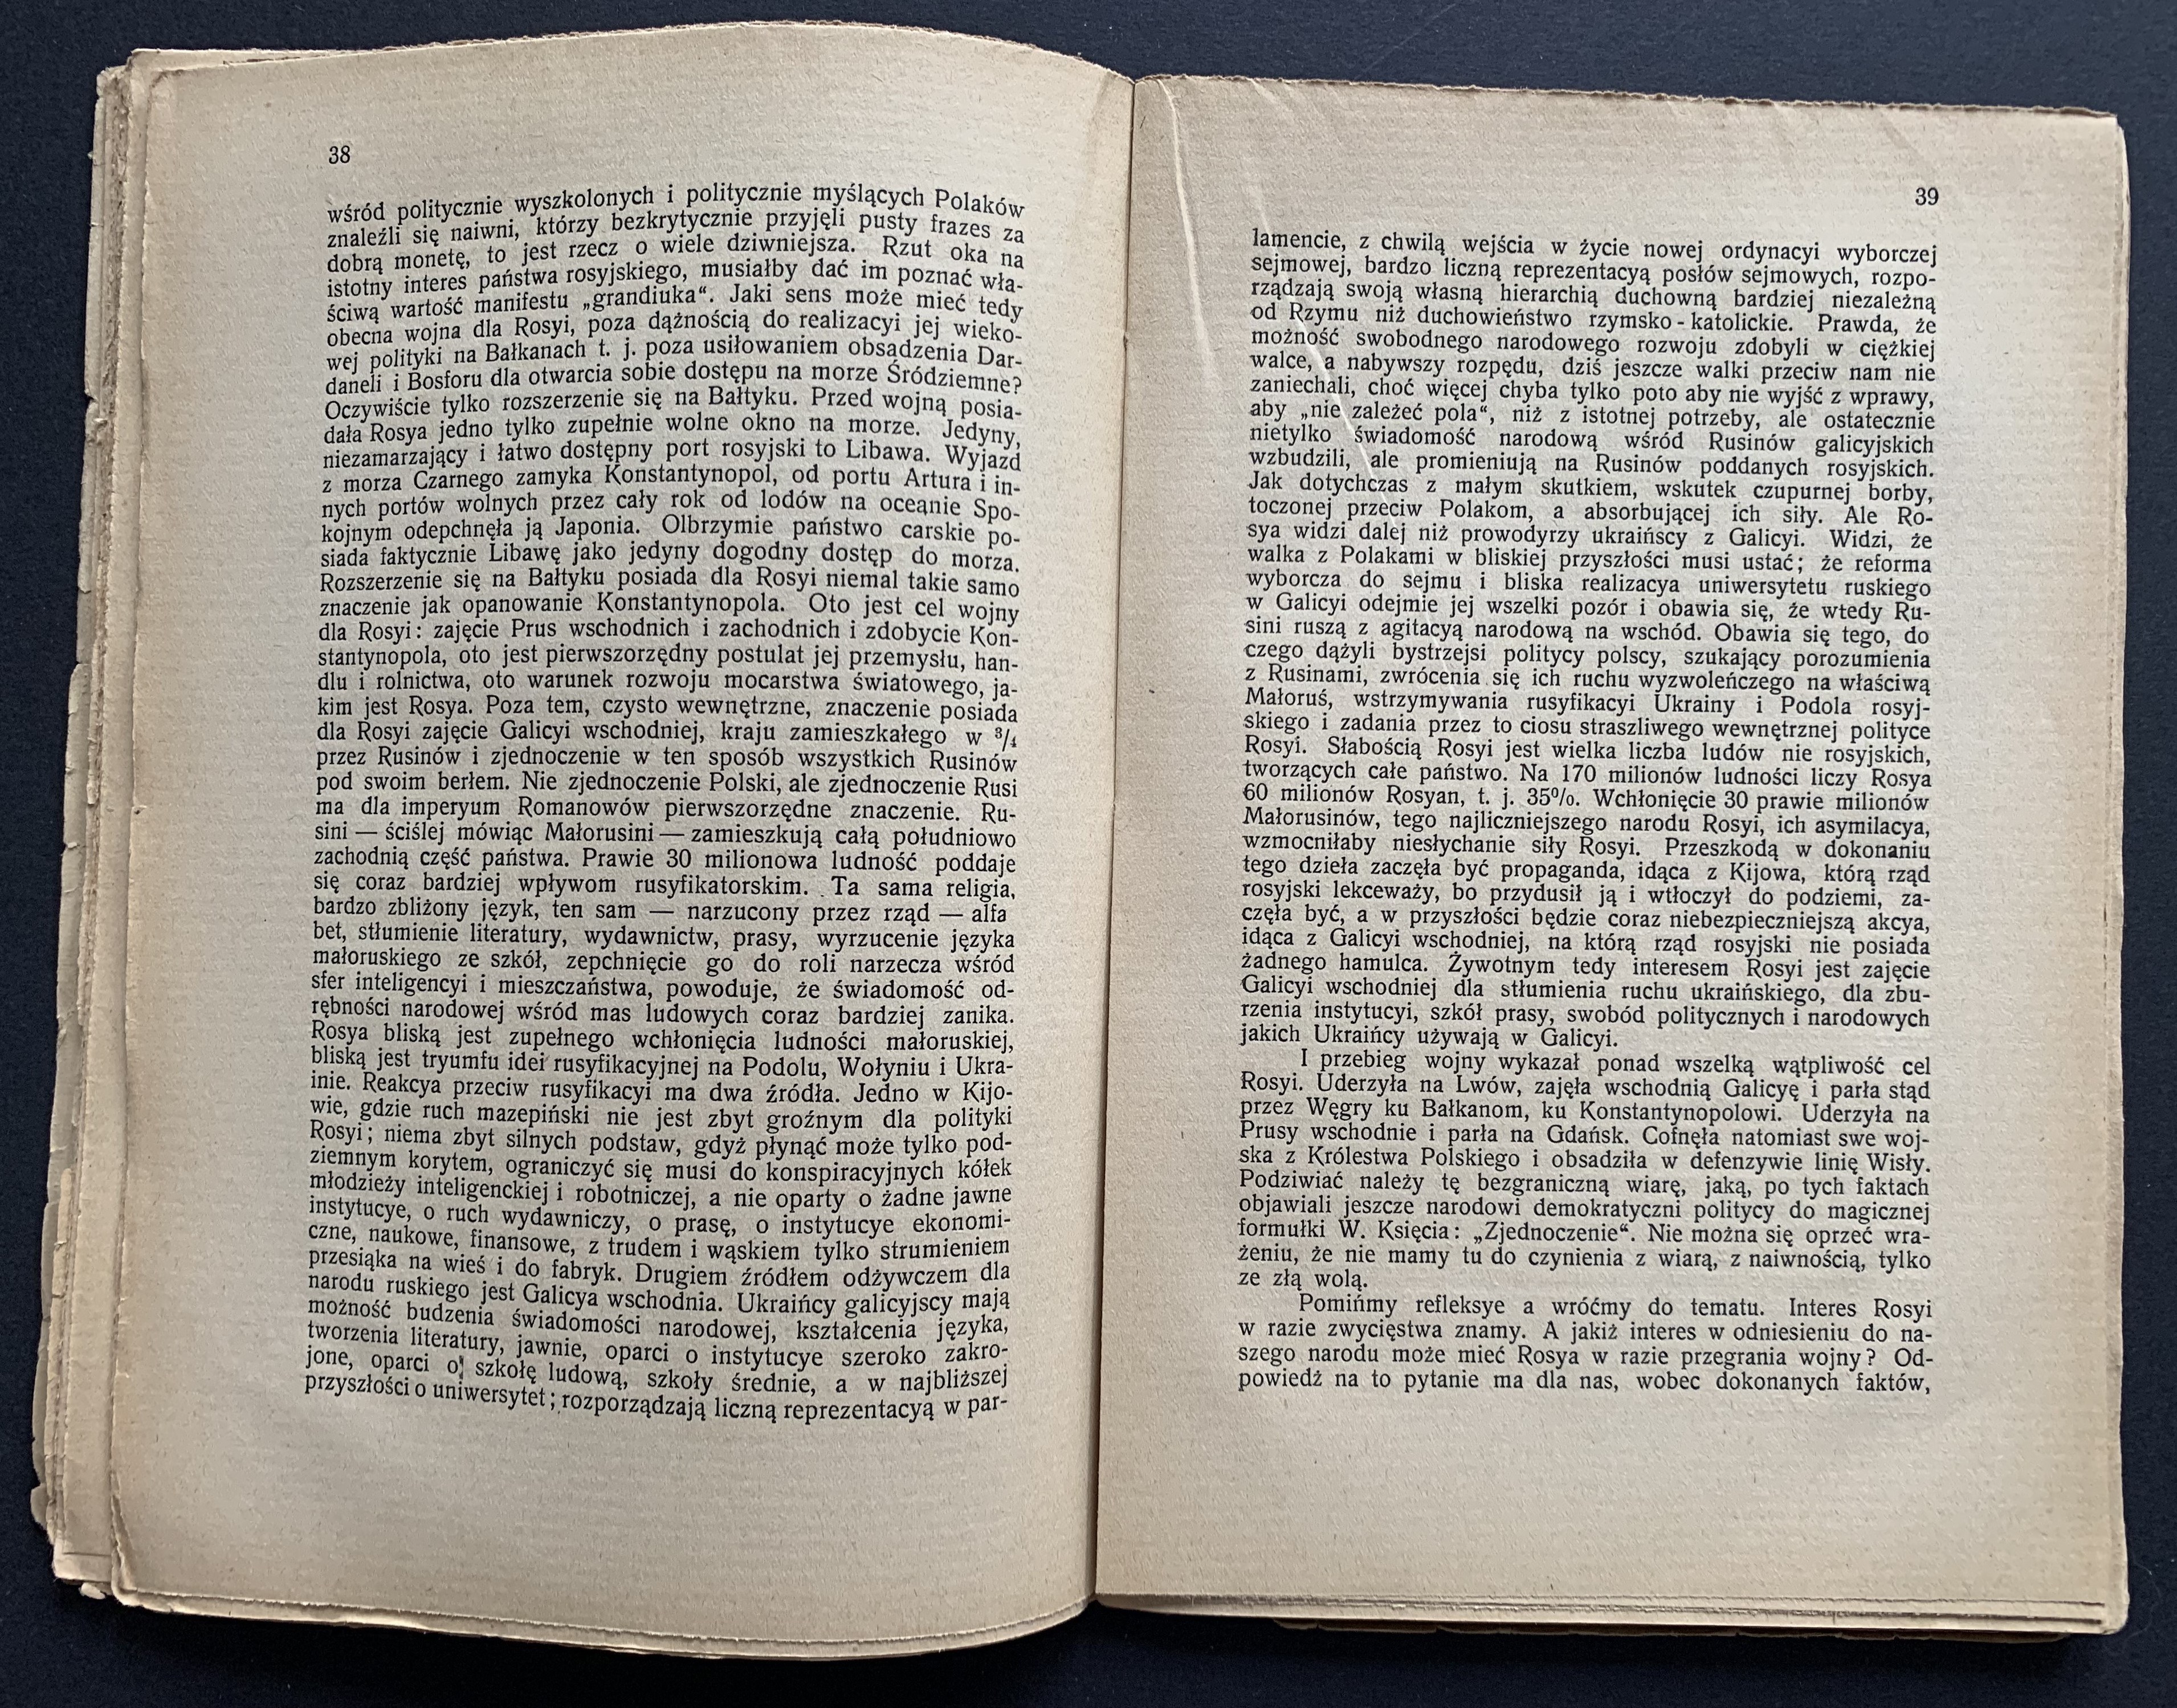 38
wśród politycznie wyszkolonych i politycznie myślących Polaków
znaleźli się naiwni, którzy bezkrytycznie przyjęli pusty frazes za
dobrą monetę, to jest rzecz o wiele dziwniejsza. Rzut oka na
istotny interes państwa rosyjskiego, musiałby dać im poznać wła-
ściwą wartość manifestu „grandiuka“. Jaki sens może mieć tedy
obecna wojna dla Rosyi, poza dążnością do realizacyi jej wieko-
wej polityki na Bałkanach t. j. poza usiłowaniem obsadzenia Dar-
daneli i Bosforu dla otwarcia sobie dostępu na morze Śródziemne?
Oczywiście tylko rozszerzenie się na Bałtyku. Przed wojną posia-
dała Rosya jedno tylko zupełnie wolne okno na morze. Jedyny,
niezamarzający i łatwo dostępny port rosyjski to Libawa. Wyjazd
z morza Czarnego zamyka Konstantynopol, od portu Artura i in-
nych portów wolnych przez cały rok od lodów na oceanie Spo-
kojnym odepchnęła ją Japonia. Olbrzymie państwo carskie po-
siada faktycznie Libawę jako jedyny dogodny dostęp do morza.
Rozszerzenie się na Bałtyku posiada dla Rosyi niemal takie samo
znaczenie jak opanowanie Konstantynopola. Oto jest cel wojny
dla Rosyi: zajęcie Prus wschodnich i zachodnich i zdobycie Kon-
stantynopola, oto jest pierwszorzędny postulat jej przemysłu, han-
dlu i rolnictwa, oto warunek rozwoju mocarstwa światowego, ja-
kim jest Rosya. Poza tem, czysto wewnętrzne, znaczenie posiada
dla Rosyi zajęcie Galicyi wschodniej, kraju zamieszkałego w 3/4
przez Rusinów i zjednoczenie w ten sposób wszystkich Rusinów
pod swoim berłem. Nie zjednoczenie Polski, ale zjednoczenie Rusi
ma dla imperyum Romanowów pierwszorzędne znaczenie. Ru-
sini — ściślej mówiąc Małorusini — zamieszkują całą południowo
zachodnią część państwa. Prawie 30 milionowa ludność poddaje
się coraz bardziej wpływom rusyfikatorskim. Ta sama religia,
bardzo zbliżony język, ten sam — narzucony przez rząd — alfa
bet, stłumienie literatury, wydawnictw, prasy, wyrzucenie języka
małoruskiego ze szkół, zepchnięcie go do roli narzecza wśród
sfer inteligencyi i mieszczaństwa, powoduje, że świadomość od-
rębności narodowej wśród mas ludowych coraz bardziej zanika.
Rosya bliską jest zupełnego wchłonięcia ludności małoruskiej,
bliską jest tryumfu idei rusyfikacyjnej na Podolu, Wołyniu i Ukra-
inie. Reakcya przeciw rusyfikacyi ma dwa źródła. Jedno w Kijo-
wie, gdzie ruch mazepiński nie jest zbyt groźnym dla polityki
Rosyi; niema zbyt silnych podstaw, gdyż płynąć może tylko pod-
ziemnym korytem, ograniczyć się musi do konspiracyjnych kółek
młodzieży inteligenckiej i robotniczej, a nie oparty o żadne jawne
instytucye, o ruch wydawniczy, o prasę, o instytucye ekonomi-
czne, naukowe, finansowe, z trudem i wąskiem tylko strumieniem
przesiąka na wieś i do fabryk. Drugiem źródłem odżywczem dla
narodu ruskiego jest Galicya wschodnia. Ukraińcy galicyjscy mają
możność budzenia świadomości narodowej, kształcenia języka,
tworzenia literatury, jawnie, oparci o instytucye szeroko zakro-
jone, oparci o szkołę ludową, szkoły średnie, a w najbliższej
przyszłości o uniwersytet; rozporządzają liczną reprezentacyą w par-
39
lamencie, z chwilą wejścia w życie nowej ordynacyi wyborczej
sejmowej, bardzo liczną reprezentacyą posłów sejmowych, rozpo-
rządzają swoją własną hierarchią duchowną bardziej niezależną
od Rzymu niż duchowieństwo rzymsko-katolickie. Prawda, że
możność swobodnego narodowego rozwoju zdobyli w ciężkiej
walce, a nabywszy rozpędu, dziś jeszcze walki przeciw nam nie
zaniechali, choć więcej chyba tylko poto aby nie wyjść z wprawy,
aby „nie zależeć pola“, niż z istotnej potrzeby, ale ostatecznie
nietylko świadomość narodową wśród Rusinów galicyjskich
wzbudzili, ale promieniują na Rusinów poddanych rosyjskich.
Jak dotychczas z małym skutkiem, wskutek czupurnej borby,
toczonej przeciw Polakom, a absorbującej ich siły. Ale Ro-
sya widzi dalej niż prowodyrzy ukraińscy z Galicyi. Widzi, że
walka z Polakami w bliskiej przyszłości musi ustać; że reforma
wyborcza do sejmu i bliska realizacya uniwersytetu ruskiego
w Galicyi odejmie jej wszelki pozór i obawia się, że wtedy Ru-
sini ruszą z agitacyą narodową na wschód. Obawia się tego, do
czego dążyli bystrzejsi politycy polscy, szukający porozumienia
z Rusinami, zwrócenia się ich ruchu wyzwoleńczego na właściwą
Małoruś, wstrzymywania rusyfikacyi Ukrainy i Podola rosyj-
skiego i zadania przez to ciosu straszliwego wewnętrznej polityce
Rosyi. Słabością Rosyi jest wielka liczba ludów nie rosyjskich,
tworzących całe państwo. Na 170 milionów ludności liczy Rosya
60 milionów Rosyan, t. j. 35%. Wchłonięcie 30 prawie milionów
Małorusinów, tego najliczniejszego narodu Rosyi, ich asymilacya,
wzmocniłaby niesłychanie siły Rosyi. Przeszkodą w dokonaniu
tego dzieła zaczęła być propaganda, idąca z Kijowa, którą rząd
rosyjski lekceważy, bo przydusił ją i wtłoczył do podziemi, za-
częła być, a w przyszłości będzie coraz niebezpieczniejszą akcya,
idąca z Galicyi wschodniej, na którą rząd rosyjski nie posiada
żadnego hamulca. Żywotnym tedy interesem Rosyi jest zajęcie
Galicyi wschodniej dla stłumienia ruchu ukraińskiego, dla zbu-
rzenia instytucyi, szkół prasy, swobód politycznych i narodowych
jakich Ukraińcy używają w Galicyi.
I przebieg wojny wykazał ponad wszelką wątpliwość cel
Rosyi. Uderzyła na Lwów, zajęła wschodnią Galicyę i parła stąd
przez Węgry ku Bałkanom, ku Konstantynopolowi. Uderzyła na
Prusy wschodnie i parła na Gdańsk. Cofnęła natomiast swe woj-
ska z Królestwa Polskiego i obsadziła w defenzywie linię Wisły.
Podziwiać należy tę bezgraniczną wiarę, jaką, po tych faktach
objawiali jeszcze narodowi demokratyczni politycy do magicznej
formułki W. Księcia: „Zjednoczenie“. Nie można się oprzeć wra-
żeniu, że nie mamy tu do czynienia z wiarą, z naiwnością, tylko
ze złą wolą.
Pomińmy refleksye a wróćmy do tematu. Interes Rosyi
w razie zwycięstwa znamy. A jakiż interes w odniesieniu do na-
szego narodu może mieć Rosya w razie przegrania wojny? Od-
powiedź na to pytanie ma dla nas, wobec dokonanych faktów,